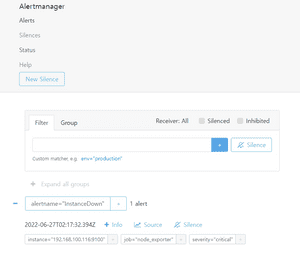 Alertmanager
Alerts
Silences
Status
Help
New Silence
Filter Group Receiver: All Silenced Inhibited
+ Silence
Custom matcher, e.g. env="production"
+ Expand all groups
− alertname="InstanceDown" + 1 alert
2022-06-27T02:17:32.394Z + Info Source Silence
instance="192.168.100.116:9100" + job="node_exporter" + severity="critical" +